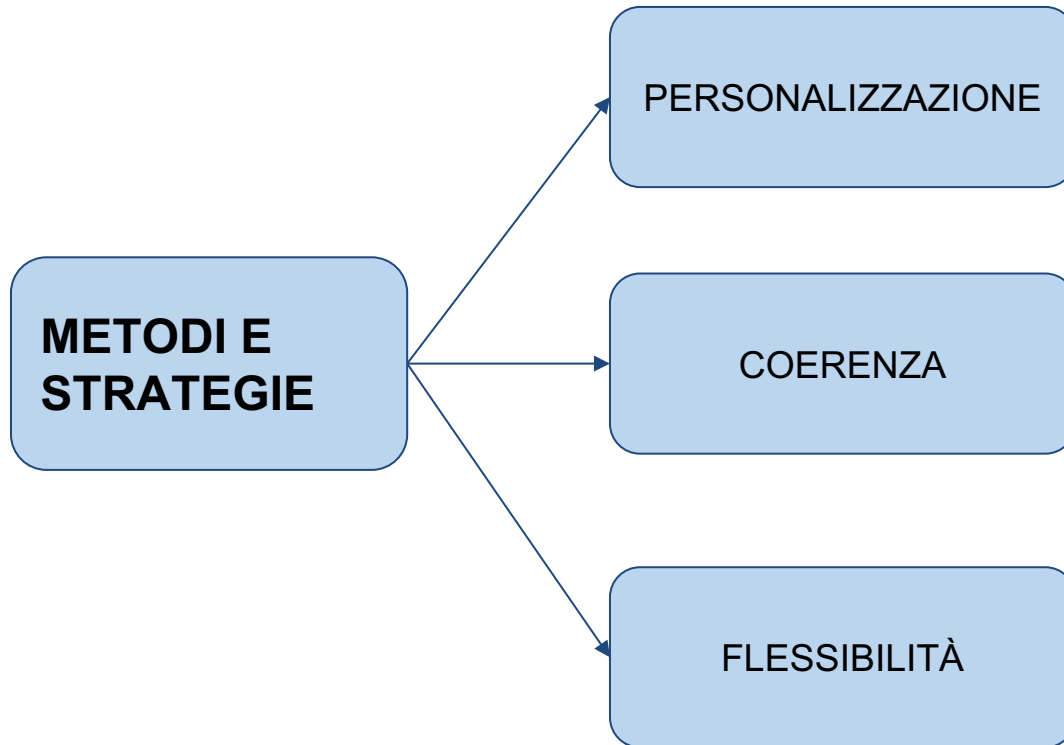 PERSONALIZZAZIONE
METODI E
STRATEGIE
COERENZA
FLESSIBILITÀ